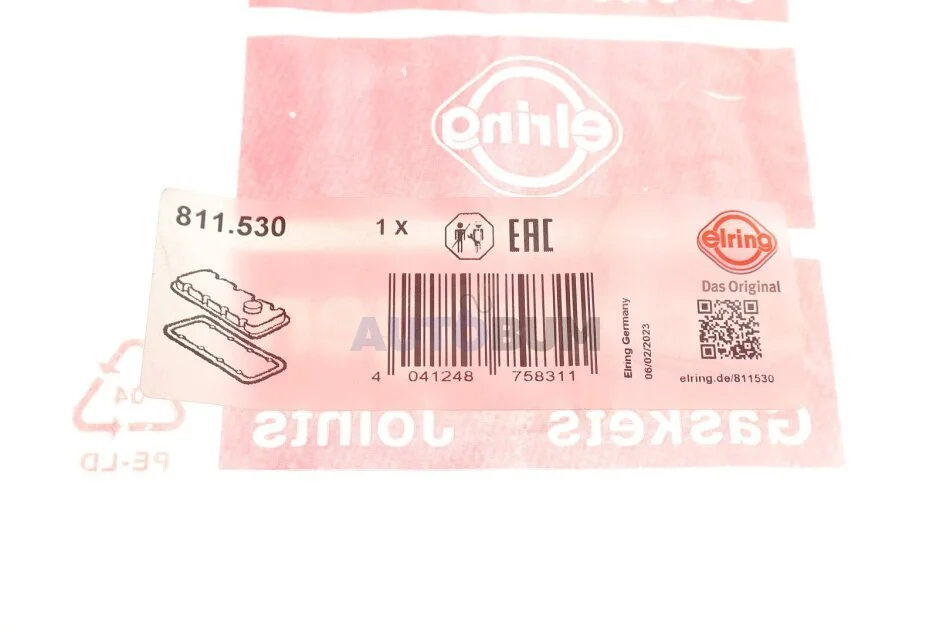 elring
811.530
1 X
EAC
elring
Das Original
AUTOBUM
Elring Germany
06/02/2023
4 041248 758311
elring.de/811530
Joints Gaskets
04
PE-LD